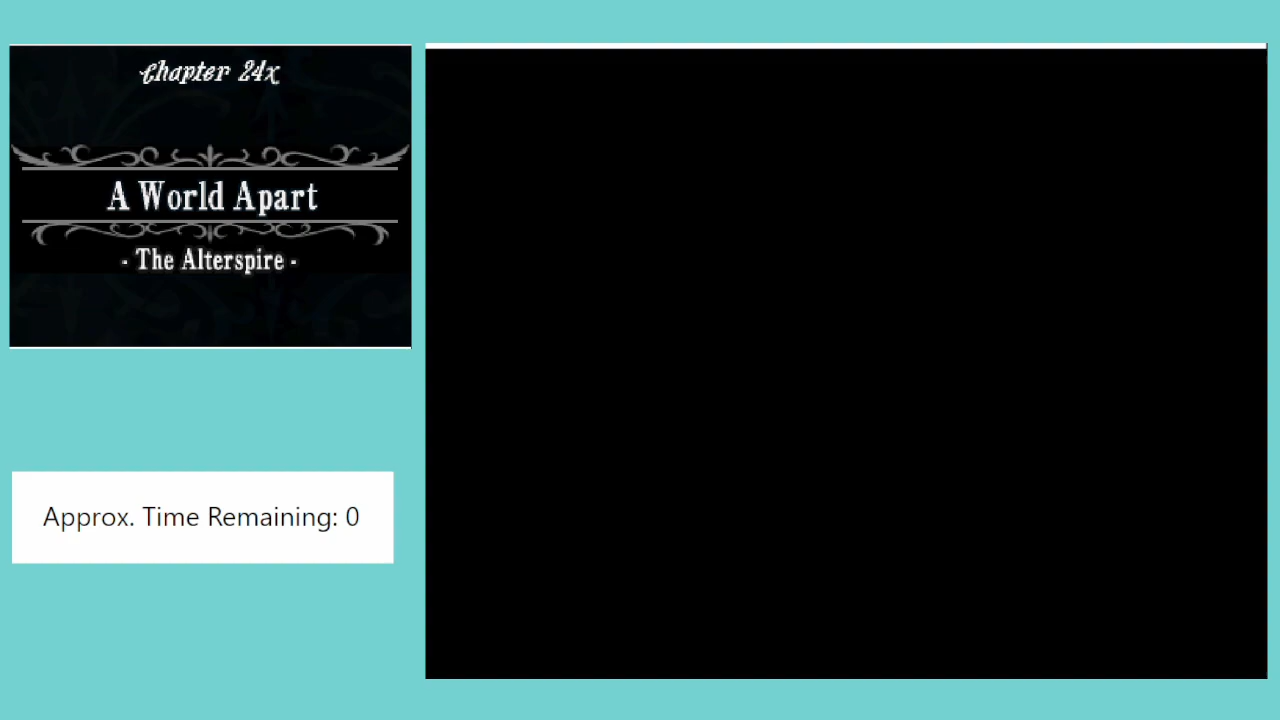 Chapter 24x
A World Apart
- The Alterspire -
Approx. Time Remaining: 0